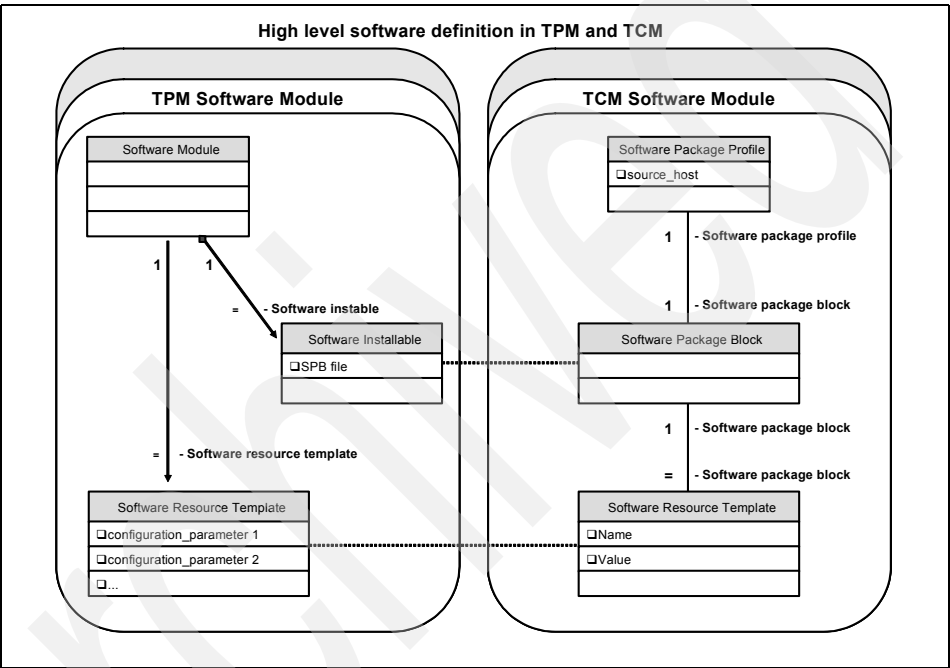 High level software definition in TPM and TCM
TPM Software Module
Software Module
1
1
= - Software instable
Software Installable
❑SPB file
= - Software resource template
Software Resource Template
❑configuration_parameter 1
❑configuration_parameter 2
❑...
TCM Software Module
Software Package Profile
❑source_host
1 - Software package profile
1 - Software package block
Software Package Block
1 - Software package block
= - Software package block
Software Resource Template
❑Name
❑Value